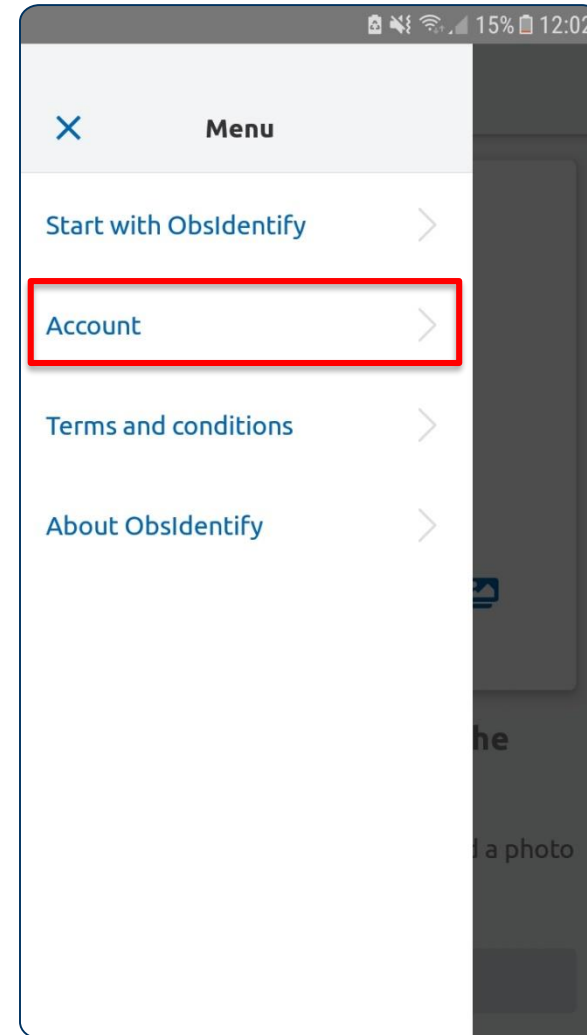 15% 12:02
Menu
Start with ObsIdentify
Account
Terms and conditions
About ObsIdentify
he
a photo